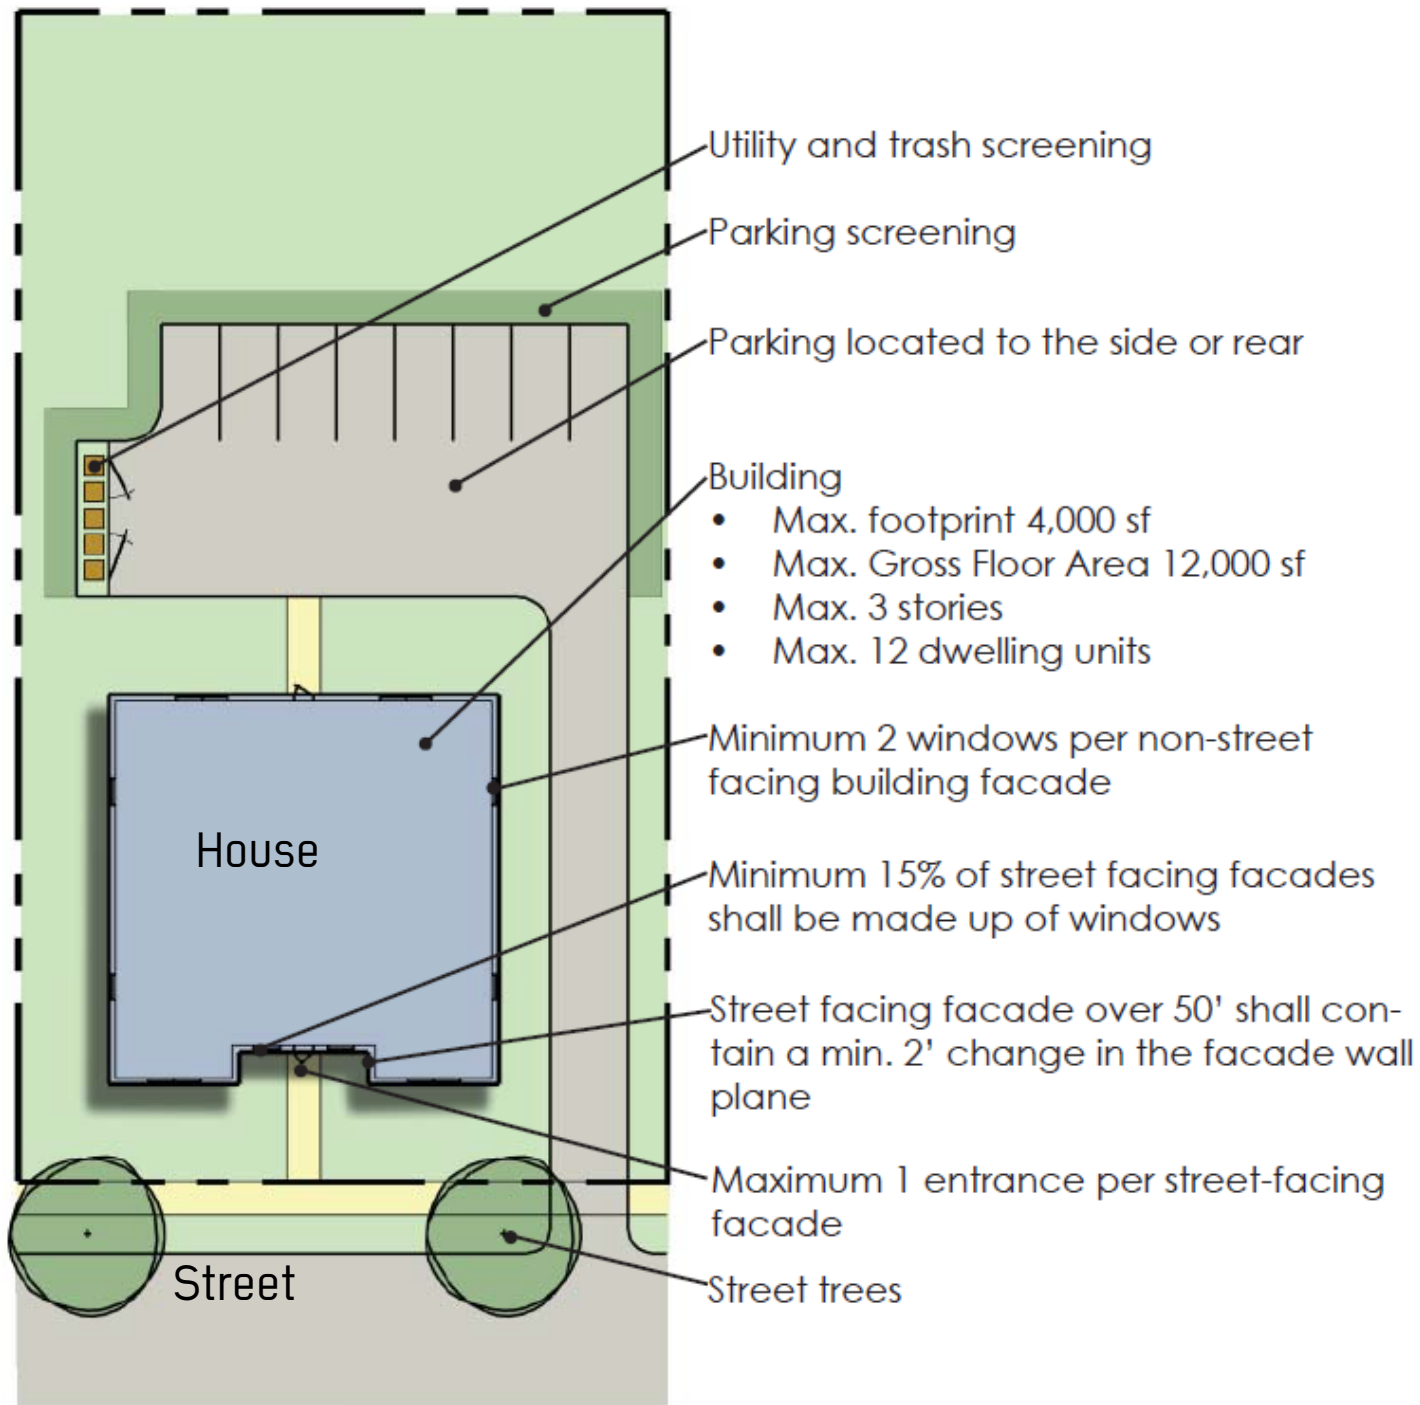 Utility and trash screening
Parking screening
Parking located to the side or rear
Building
• Max. footprint 4,000 sf
• Max. Gross Floor Area 12,000 sf
• Max. 3 stories
• Max. 12 dwelling units
Minimum 2 windows per non-street
facing building facade
House
Minimum 15% of street facing facades
shall be made up of windows
Street facing facade over 50’ shall con-
tain a min. 2’ change in the facade wall
plane
Maximum 1 entrance per street-facing
facade
Street
Street trees